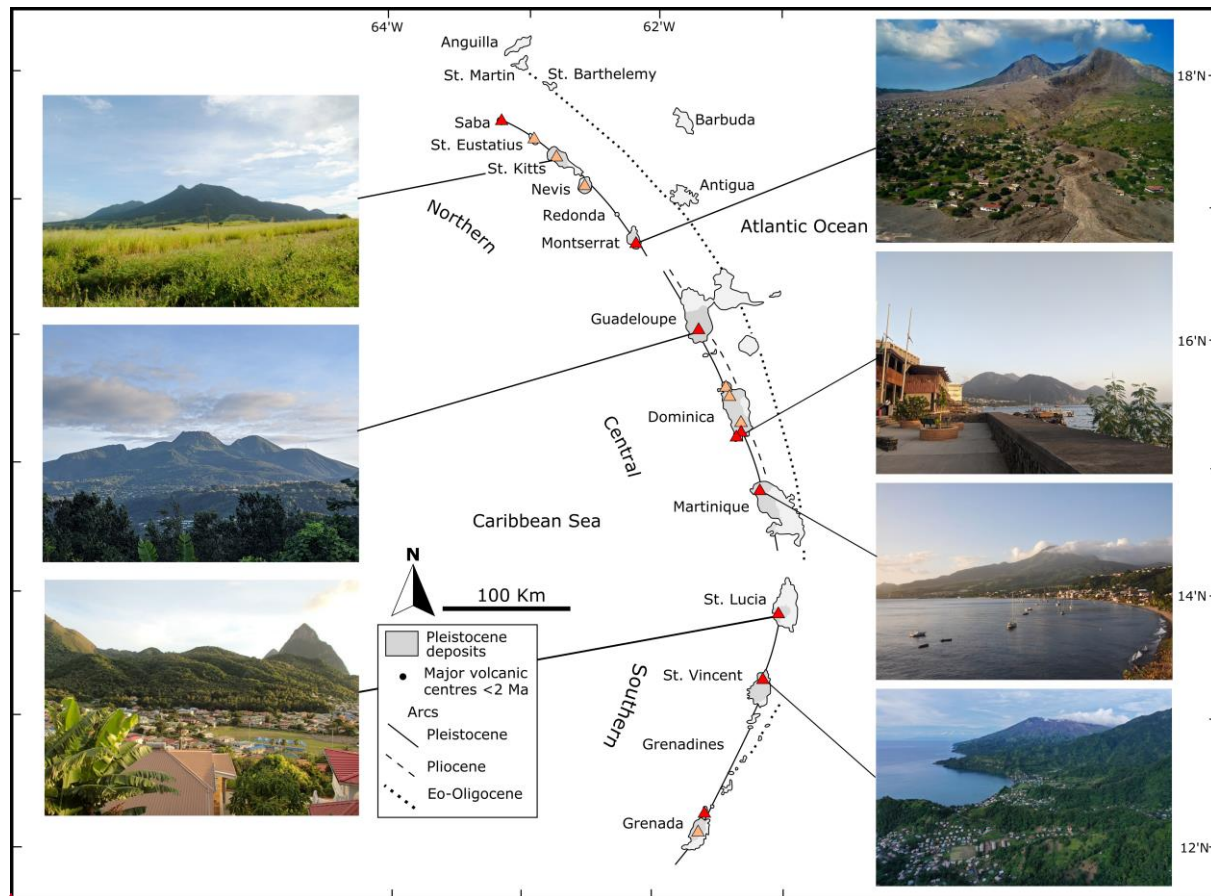 64'W
62'W
Anguilla
St. Martin
St. Barthelemy
18'N
Saba
Barbuda
St. Eustatius
St. Kitts
Nevis
Antigua
Northern
Redonda
Atlantic Ocean
Montserrat
Guadeloupe
16'N
Dominica
Central
Martinique
Caribbean Sea
N
100 Km
St. Lucia
14'N
Pleistocene
deposits
Major volcanic
centres <2 Ma
Arcs
Pleistocene
Pliocene
Eo-Oligocene
Southern
St. Vincent
Grenadines
Grenada
12'N